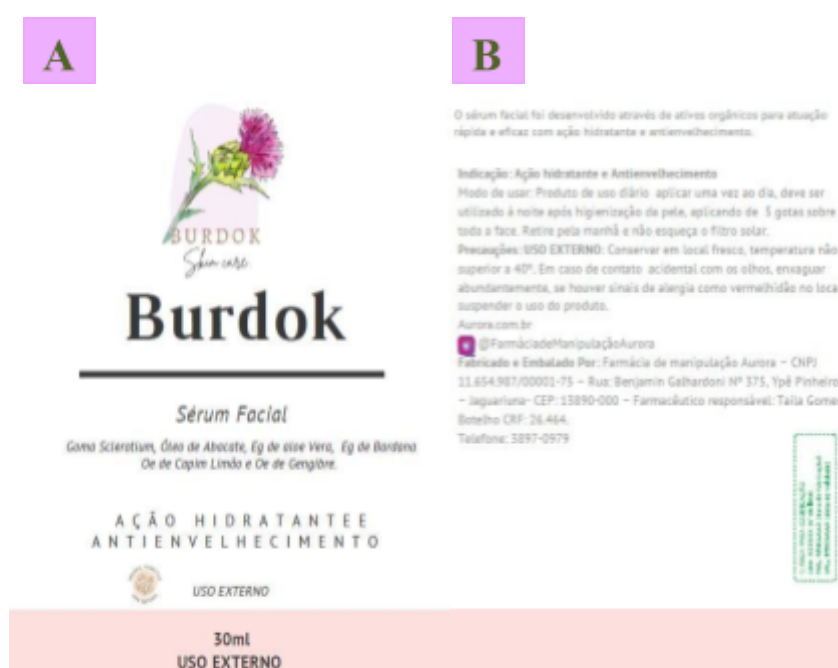 A
BURDOK
Skin care
Burdok
Sérum Facial
Goma Sclerotium, Óleo de Abacate, Eg de aloe Vera, Eg de Bardana
Oe de Capim Limão e Oe de Gengibre.
AÇÃO HIDRATANTEE
ANTIENVELHECIMENTO
USO EXTERNO
30ml
USO EXTERNO
B
O sérum facial foi desenvolvido através de ativos orgânicos para atuação
rápida e eficaz com ação hidratante e antienvelhecimento.
Indicação: Ação hidratante e Antienvelhecimento
Modo de usar: Produto de uso diário aplicar uma vez ao dia, deve ser
utilizado à noite após higienização da pele, aplicando de 5 gotas sobre
toda a face. Retire pela manhã e não esqueça o filtro solar.
Precauções: USO EXTERNO: Conservar em local fresco, temperatura não
superior a 40°. Em caso de contato acidental com os olhos, enxaguar
abundantemente, se houver sinais de alergia como vermelhidão no loca
suspender o uso do produto.
Aurora.com.br
@FarmáciadeManipulaçãoAurora
Fabricado e Embalado Por: Farmácia de manipulação Aurora – CNPJ
11.654.987/00001-75 – Rua: Benjamin Galhardoni Nº 375, Ypê Pinheiro
– Jaguariuna- CEP: 13890-000 – Farmacêutico responsável: Taila Gome
Botelho CRF: 26.464.
Telefone: 3897-0979